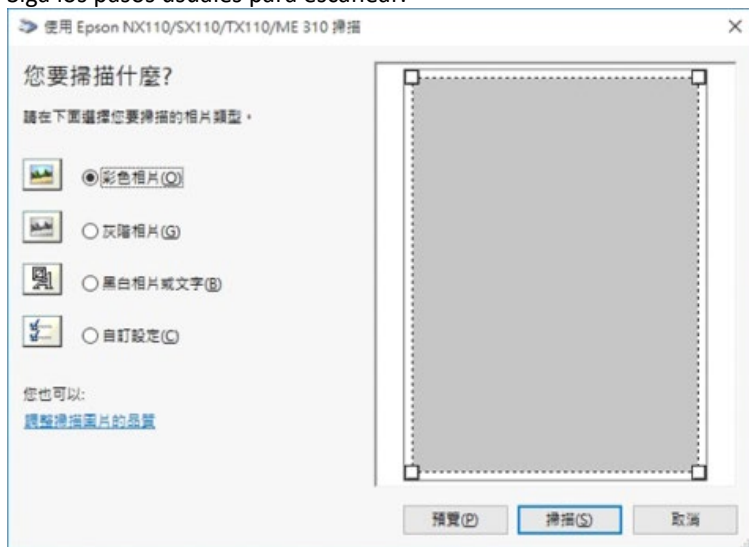 Siga los pasos usuales para escanear.
使用 Epson NX110/SX110/TX110/ME 310 掃描
您要掃描什麼?
請在下面選擇您要掃描的相片類型。
彩色相片(O)
灰階相片(G)
黑白相片或文字(B)
自訂設定(C)
您也可以:
調整掃描圖片的品質
預覽(P)
掃描(S)
取消